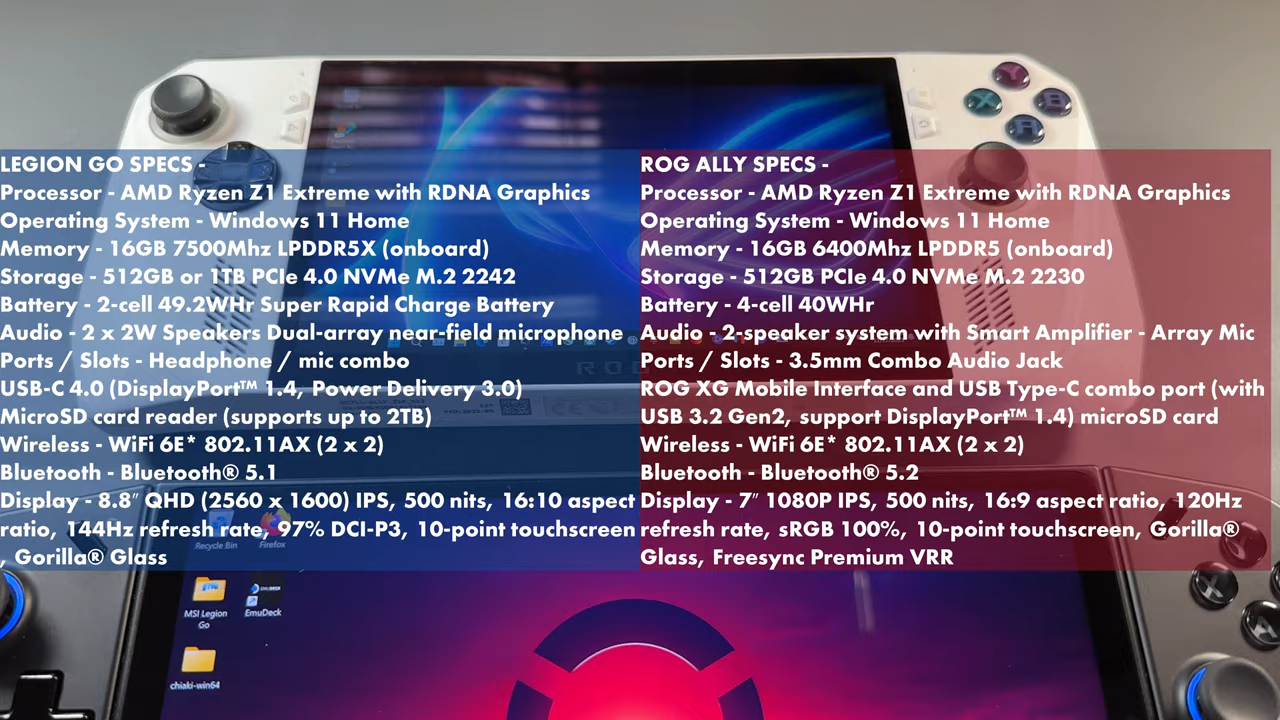 LEGION GO SPECS -
Processor - AMD Ryzen Z1 Extreme with RDNA Graphics
Operating System - Windows 11 Home
Memory - 16GB 7500Mhz LPDDR5X (onboard)
Storage - 512GB or 1TB PCIe 4.0 NVMe M.2 2242
Battery - 2-cell 49.2WHr Super Rapid Charge Battery
Audio - 2 x 2W Speakers Dual-array near-field microphone
Ports / Slots - Headphone / mic combo
USB-C 4.0 (DisplayPort™ 1.4, Power Delivery 3.0)
MicroSD card reader (supports up to 2TB)
Wireless - WiFi 6E* 802.11AX (2 x 2)
Bluetooth - Bluetooth® 5.1
Display - 8.8″ QHD (2560 x 1600) IPS, 500 nits, 16:10 aspect
ratio, 144Hz refresh rate, 97% DCI-P3, 10-point touchscreen
, Gorilla® Glass
ROG ALLY SPECS -
Processor - AMD Ryzen Z1 Extreme with RDNA Graphics
Operating System - Windows 11 Home
Memory - 16GB 6400Mhz LPDDR5 (onboard)
Storage - 512GB PCIe 4.0 NVMe M.2 2230
Battery - 4-cell 40WHr
Audio - 2-speaker system with Smart Amplifier - Array Mic
Ports / Slots - 3.5mm Combo Audio Jack
ROG XG Mobile Interface and USB Type-C combo port (with
USB 3.2 Gen2, support DisplayPort™ 1.4) microSD card
Wireless - WiFi 6E* 802.11AX (2 x 2)
Bluetooth - Bluetooth® 5.2
Display - 7″ 1080P IPS, 500 nits, 16:9 aspect ratio, 120Hz
refresh rate, sRGB 100%, 10-point touchscreen, Gorilla®
Glass, Freesync Premium VRR
Y
X
B
A
ROG
Recycle Bin
Firefox
MSI Legion
Go
EmuDeck
chiaki-win64
X
Y
A